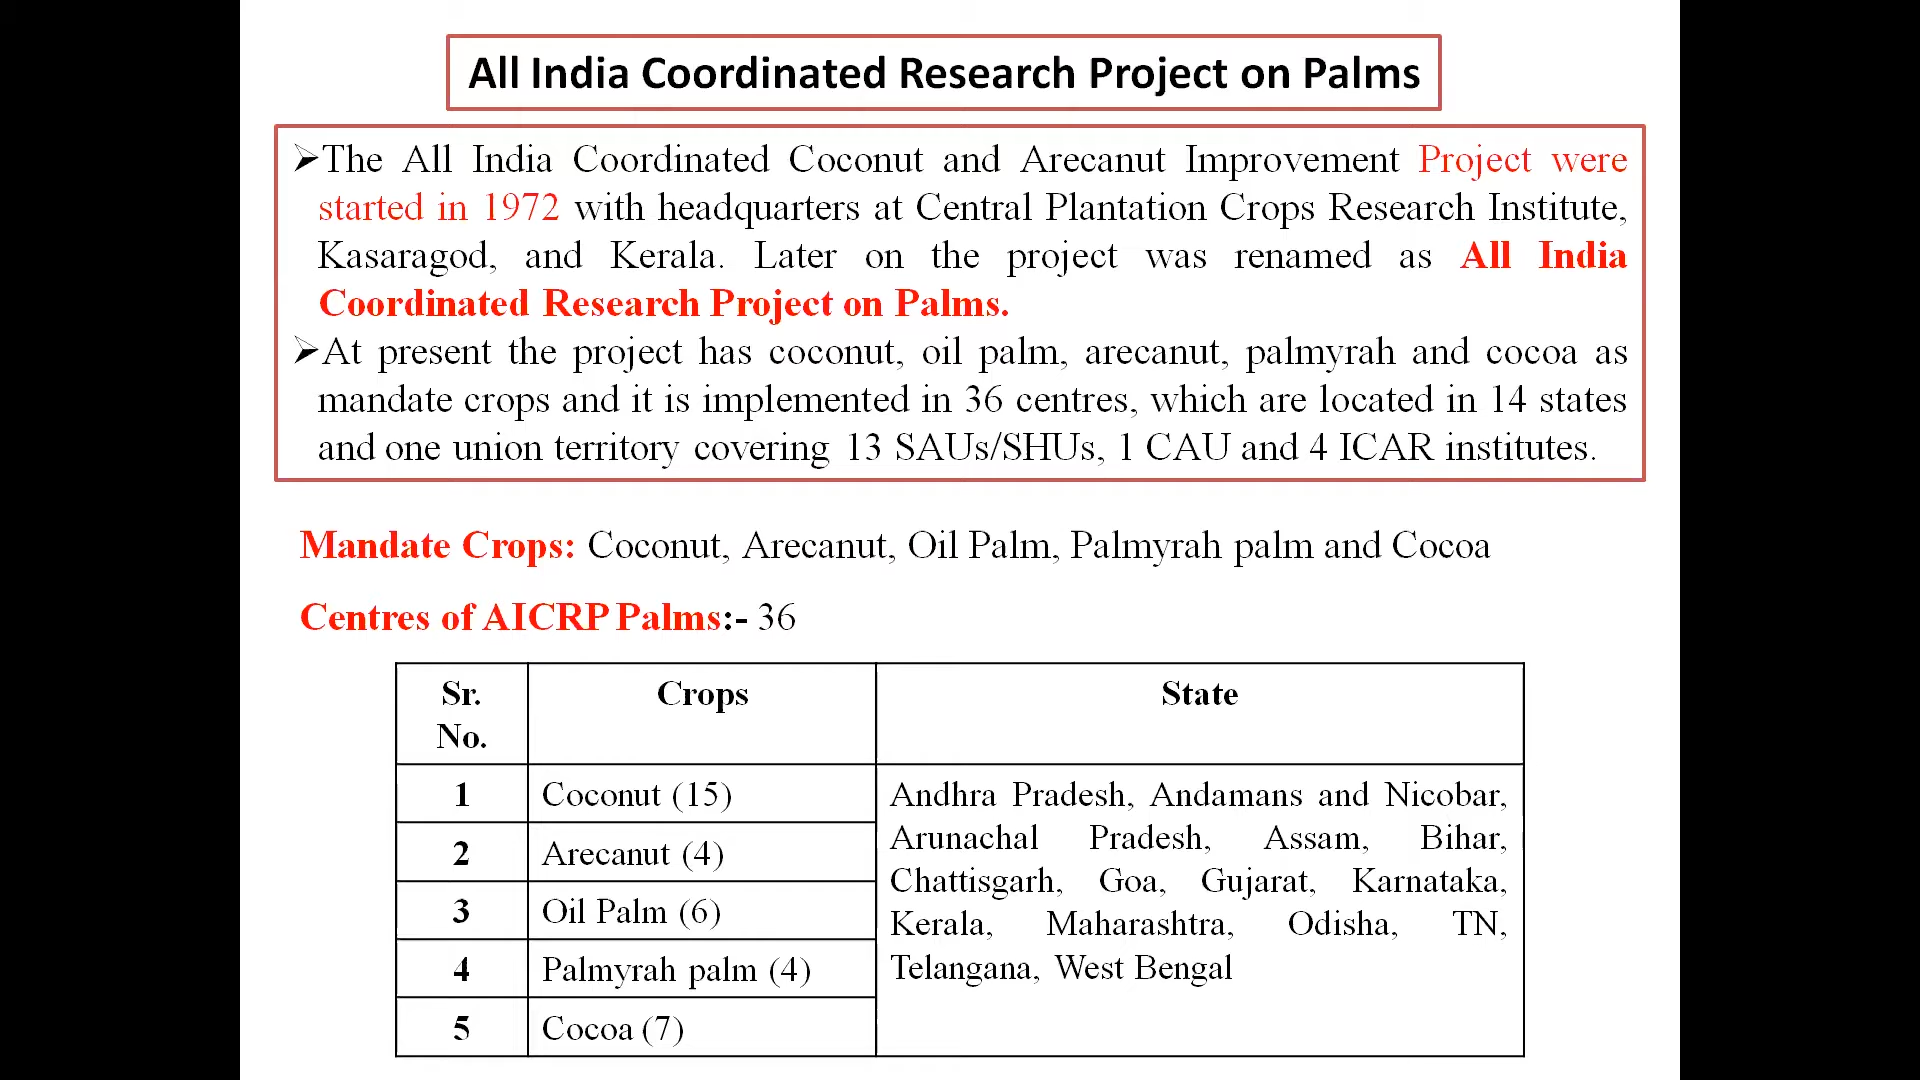 All India Coordinated Research Project on Palms
➢The All India Coordinated Coconut and Arecanut Improvement Project were
started in 1972 with headquarters at Central Plantation Crops Research Institute,
Kasaragod, and Kerala. Later on the project was renamed as All India
Coordinated Research Project on Palms.
➢At present the project has coconut, oil palm, arecanut, palmyrah and cocoa as
mandate crops and it is implemented in 36 centres, which are located in 14 states
and one union territory covering 13 SAUs/SHUs, 1 CAU and 4 ICAR institutes.
Mandate Crops: Coconut, Arecanut, Oil Palm, Palmyrah palm and Cocoa
Centres of AICRP Palms:- 36
Sr.
No.
Crops
State
1
Coconut (15)
2
Arecanut (4)
3
Oil Palm (6)
4
Palmyrah palm (4)
5
Cocoa (7)
Andhra Pradesh, Andamans and Nicobar,
Arunachal Pradesh, Assam, Bihar,
Chattisgarh, Goa, Gujarat, Karnataka,
Kerala, Maharashtra, Odisha, TN,
Telangana, West Bengal